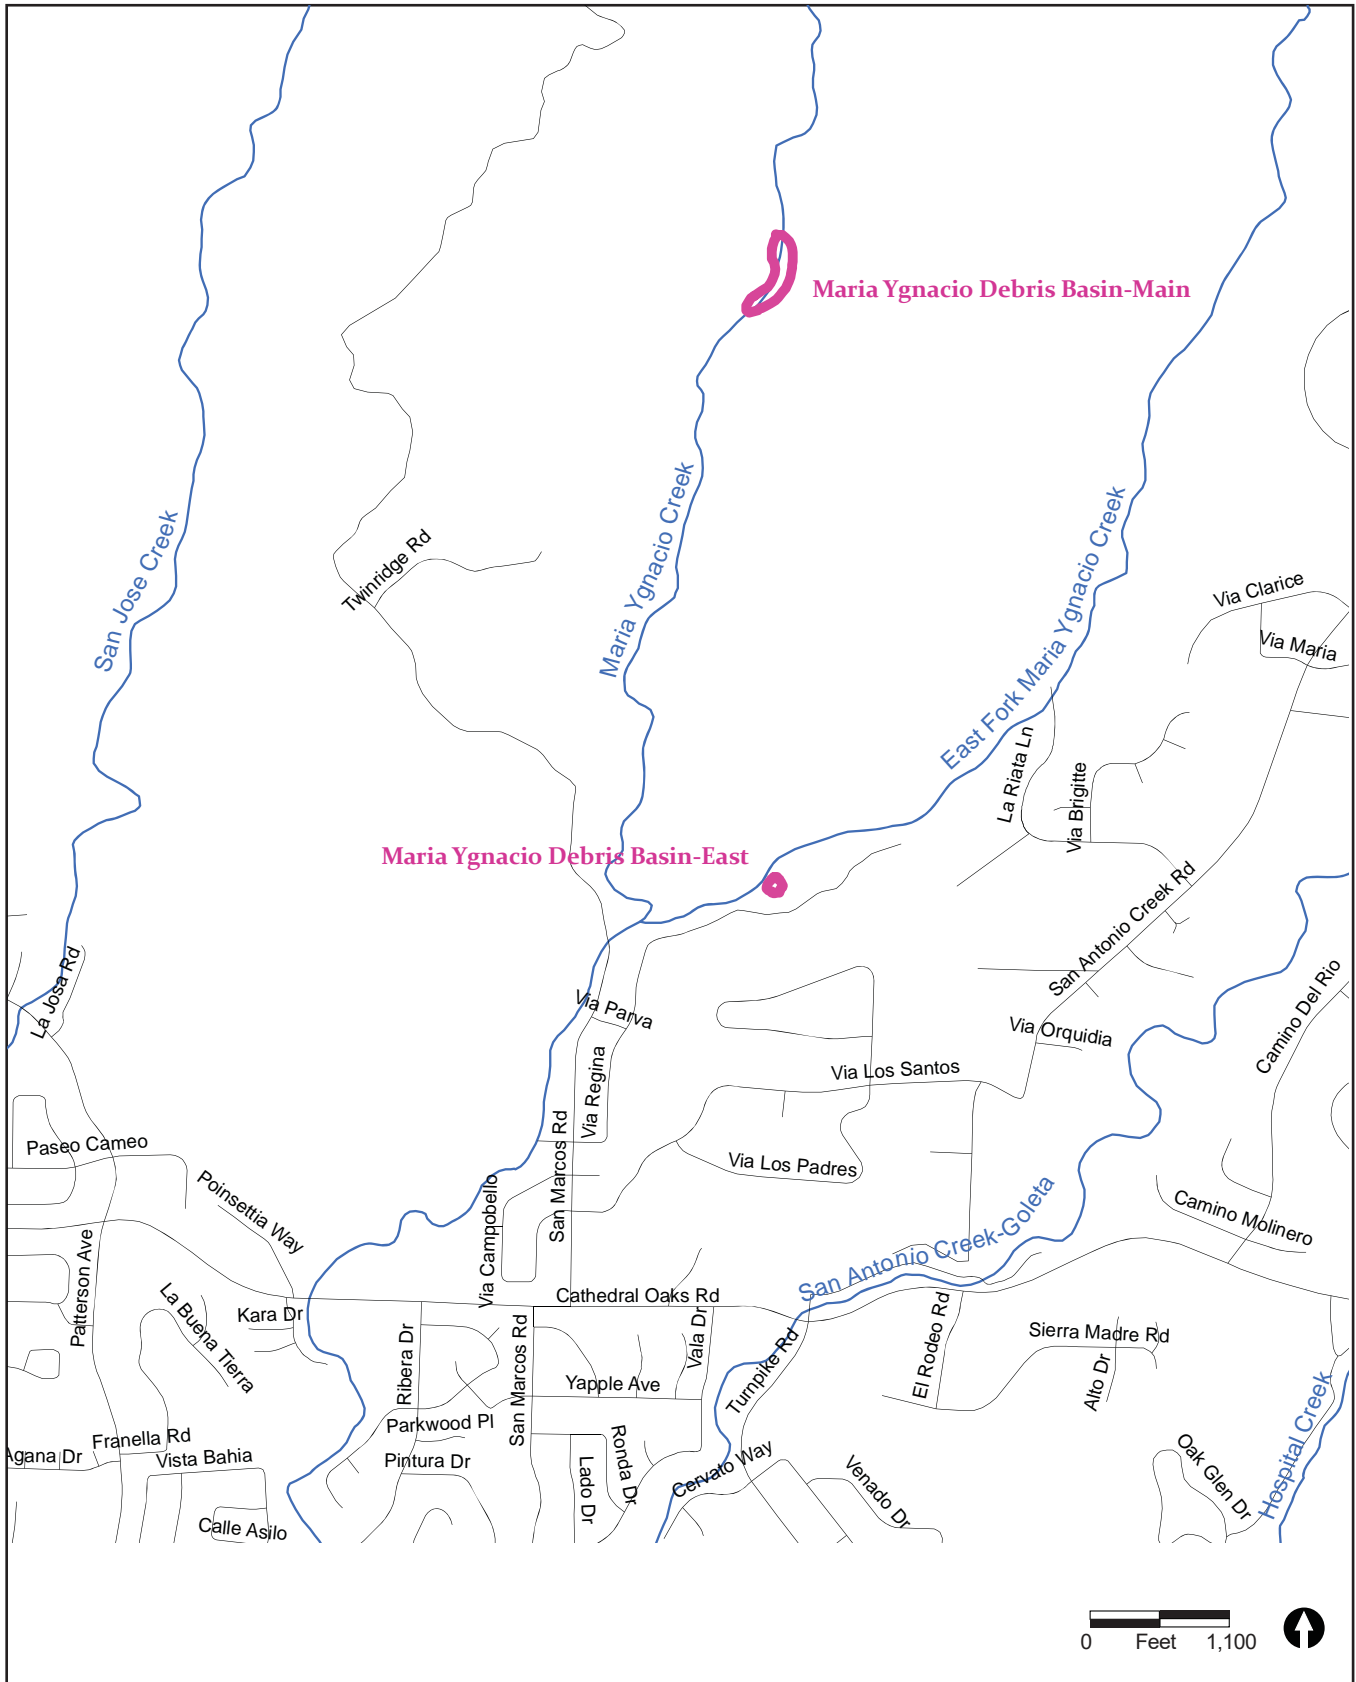 Maria Ygnacio Debris Basin-Main
San Jose Creek
Maria Ygnacio Creek
East Fork Maria Ygnacio Creek
Twinridge Rd
Via Clarice
Via Maria
La Riata Ln
Via Brigitte
Maria Ygnacio Debris Basin-East
San Antonio Creek Rd
La Josa Rd
Via Parva
Via Orquidia
Camino Del Rio
Via Regina
Via Los Santos
Paseo Cameo
San Marcos Rd
Via Los Padres
Poinsettia Way
Via Campobello
San Antonio Creek-Goleta
Camino Molinero
Patterson Ave
La Buena Tierra
Kara Dr
Cathedral Oaks Rd
Ribera Dr
San Marcos Rd
Vala Dr
Turnpike Rd
El Rodeo Rd
Sierra Madre Rd
Alto Dr
Yapple Ave
Parkwood Pl
Franella Rd
Agana Dr
Vista Bahia
Pintura Dr
Lado Dr
Ronda Dr
Cervato Way
Venado Dr
Oak Glen Dr
Hospital Creek
Calle Asilo
0 Feet 1,100